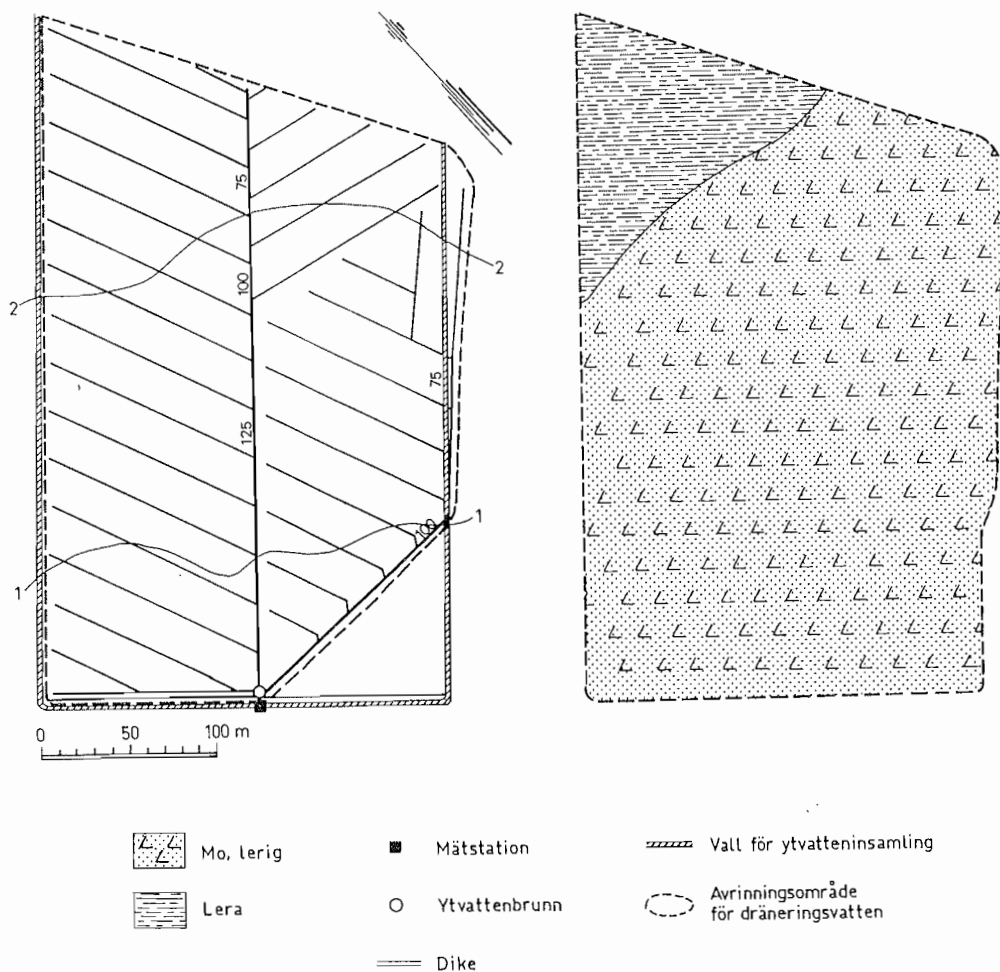 75
2
100
2
75
125
100
1
1
0 50 100 m
Mo, lerig
Mätstation
Vall för ytvatteninsamling
Lera
Ytvattenbrunn
Avrinningsområde
för dräneringsvatten
Dike